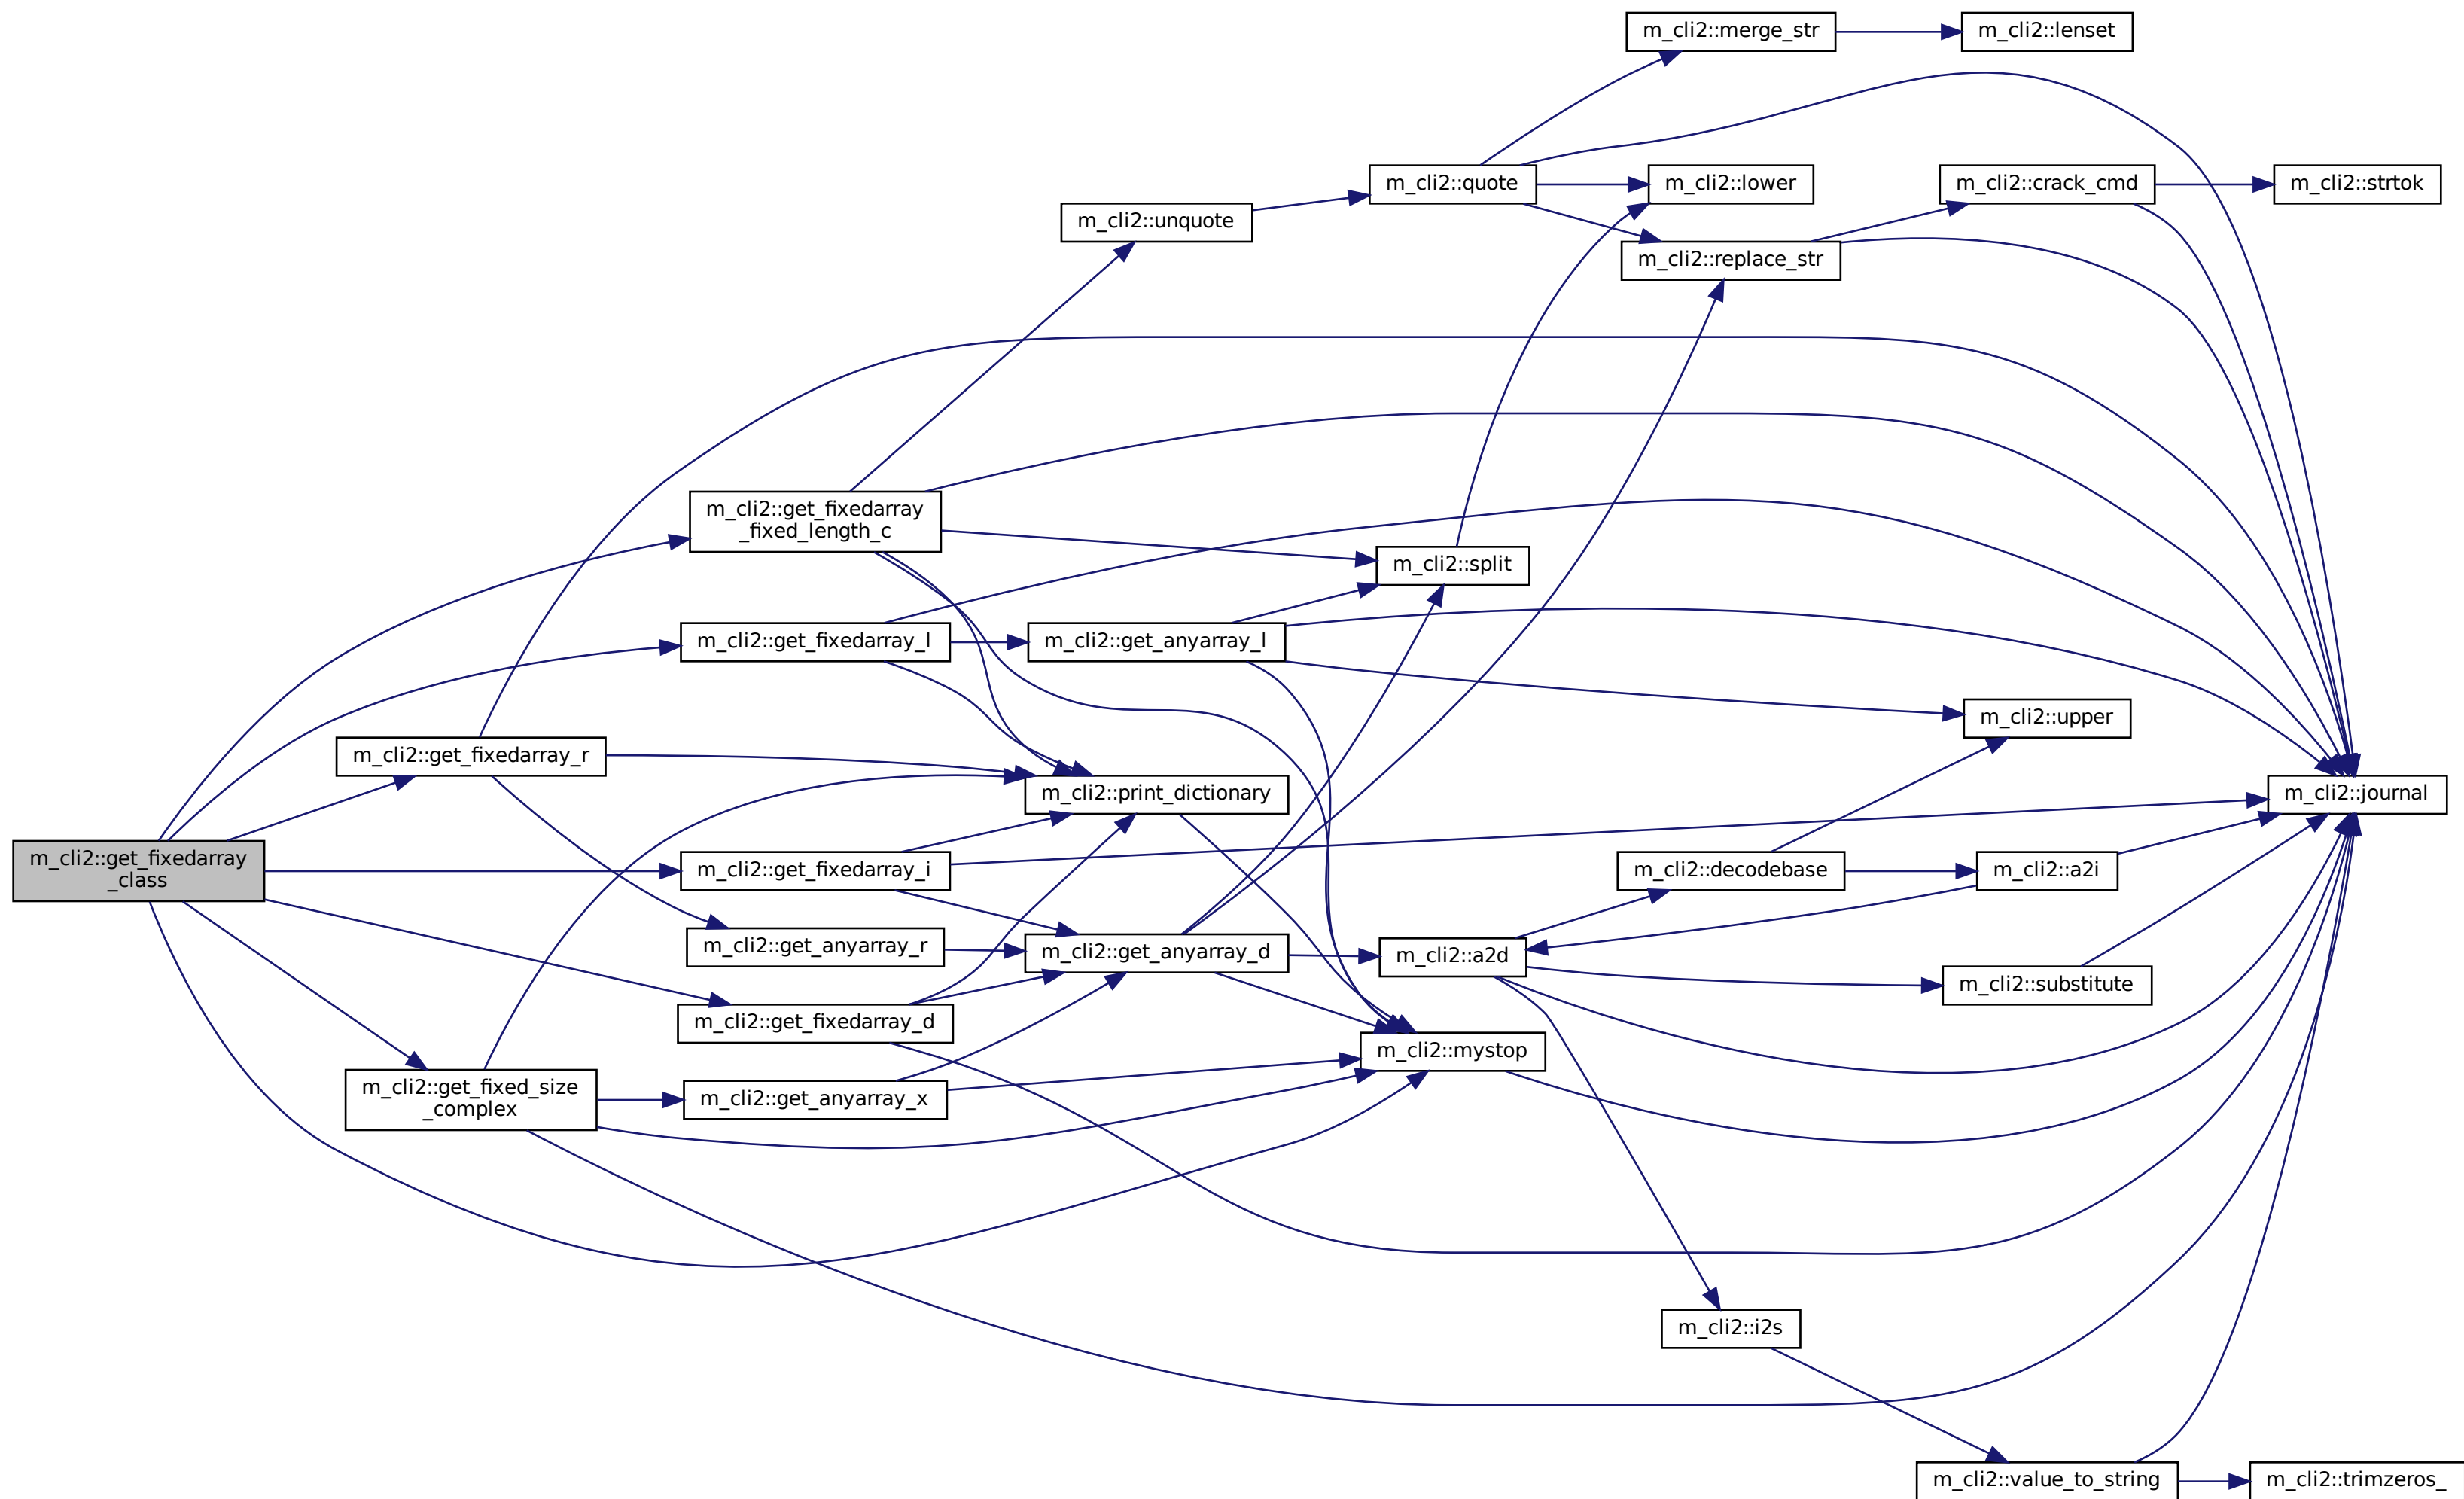 m_cli2::merge_str
m_cli2::lenset
m_cli2::quote
m_cli2::lower
m_cli2::crack_cmd
m_cli2::strtok
m_cli2::unquote
m_cli2::replace_str
m_cli2::get_fixedarray
_fixed_length_c
m_cli2::split
m_cli2::get_fixedarray_l
m_cli2::get_anyarray_l
m_cli2::upper
m_cli2::get_fixedarray_r
m_cli2::print_dictionary
m_cli2::journal
m_cli2::get_fixedarray
_class
m_cli2::get_fixedarray_i
m_cli2::decodebase
m_cli2::a2i
m_cli2::get_anyarray_r
m_cli2::get_anyarray_d
m_cli2::a2d
m_cli2::substitute
m_cli2::get_fixedarray_d
m_cli2::mystop
m_cli2::get_fixed_size
_complex
m_cli2::get_anyarray_x
m_cli2::i2s
m_cli2::value_to_string
m_cli2::trimzeros_